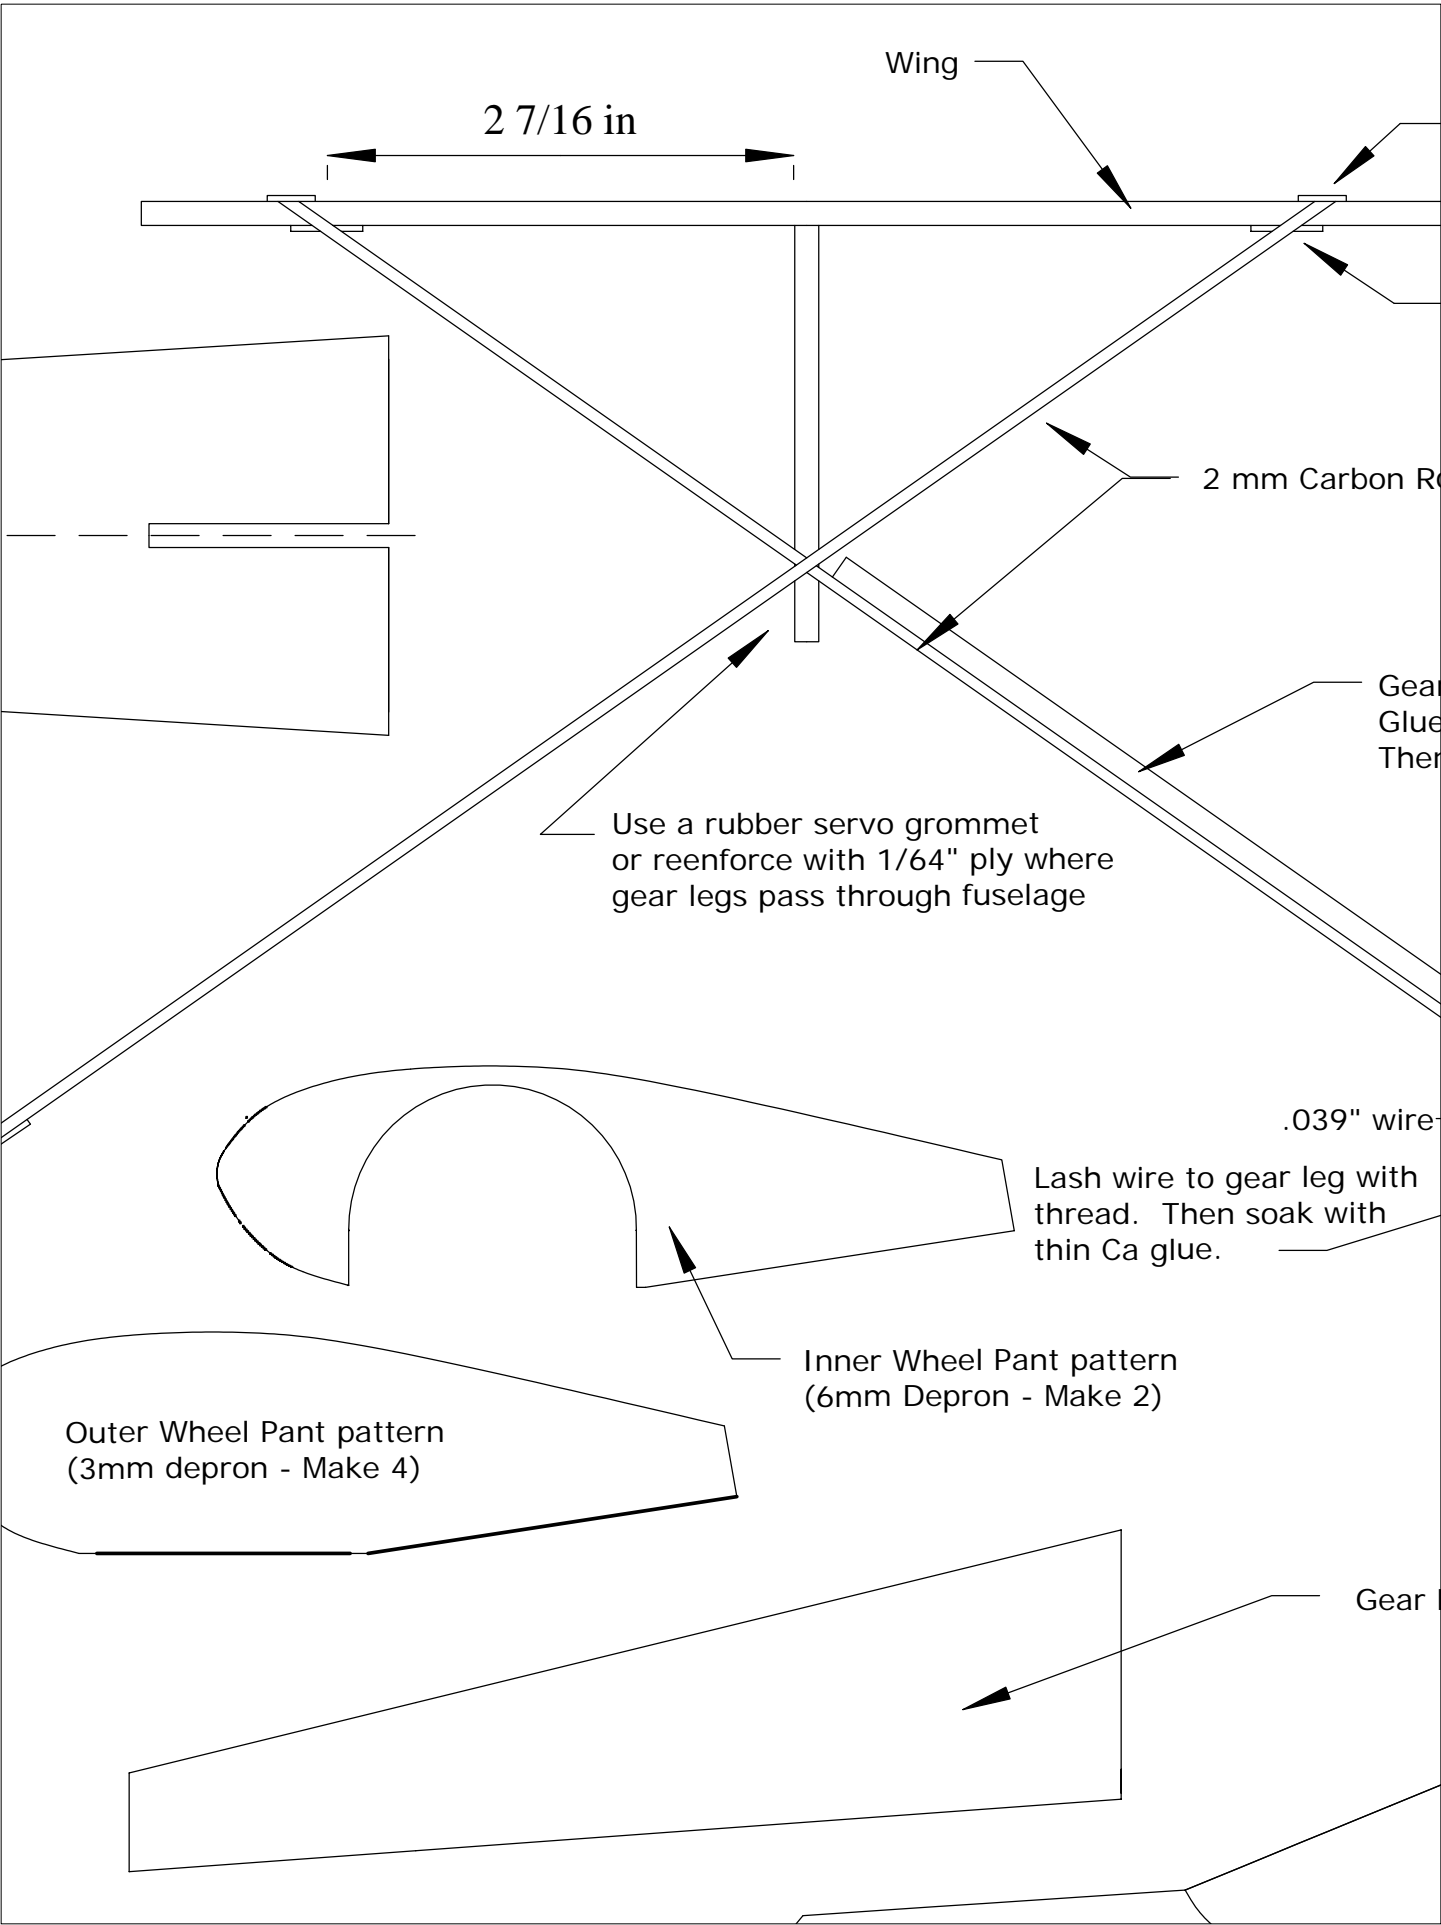 Wing
2 7/16 in
2 mm Carbon
Glue
Use a rubber servo grommet
or reenforce with 1/64" ply where
gear legs pass through fuselage
.039" wire
Lash wire to gear leg with
thread.  Then soak with
thin Ca glue.
Inner Wheel Pant pattern
(6mm Depron - Make 2)
Outer Wheel Pant pattern
(3mm depron - Make 4)
Gear